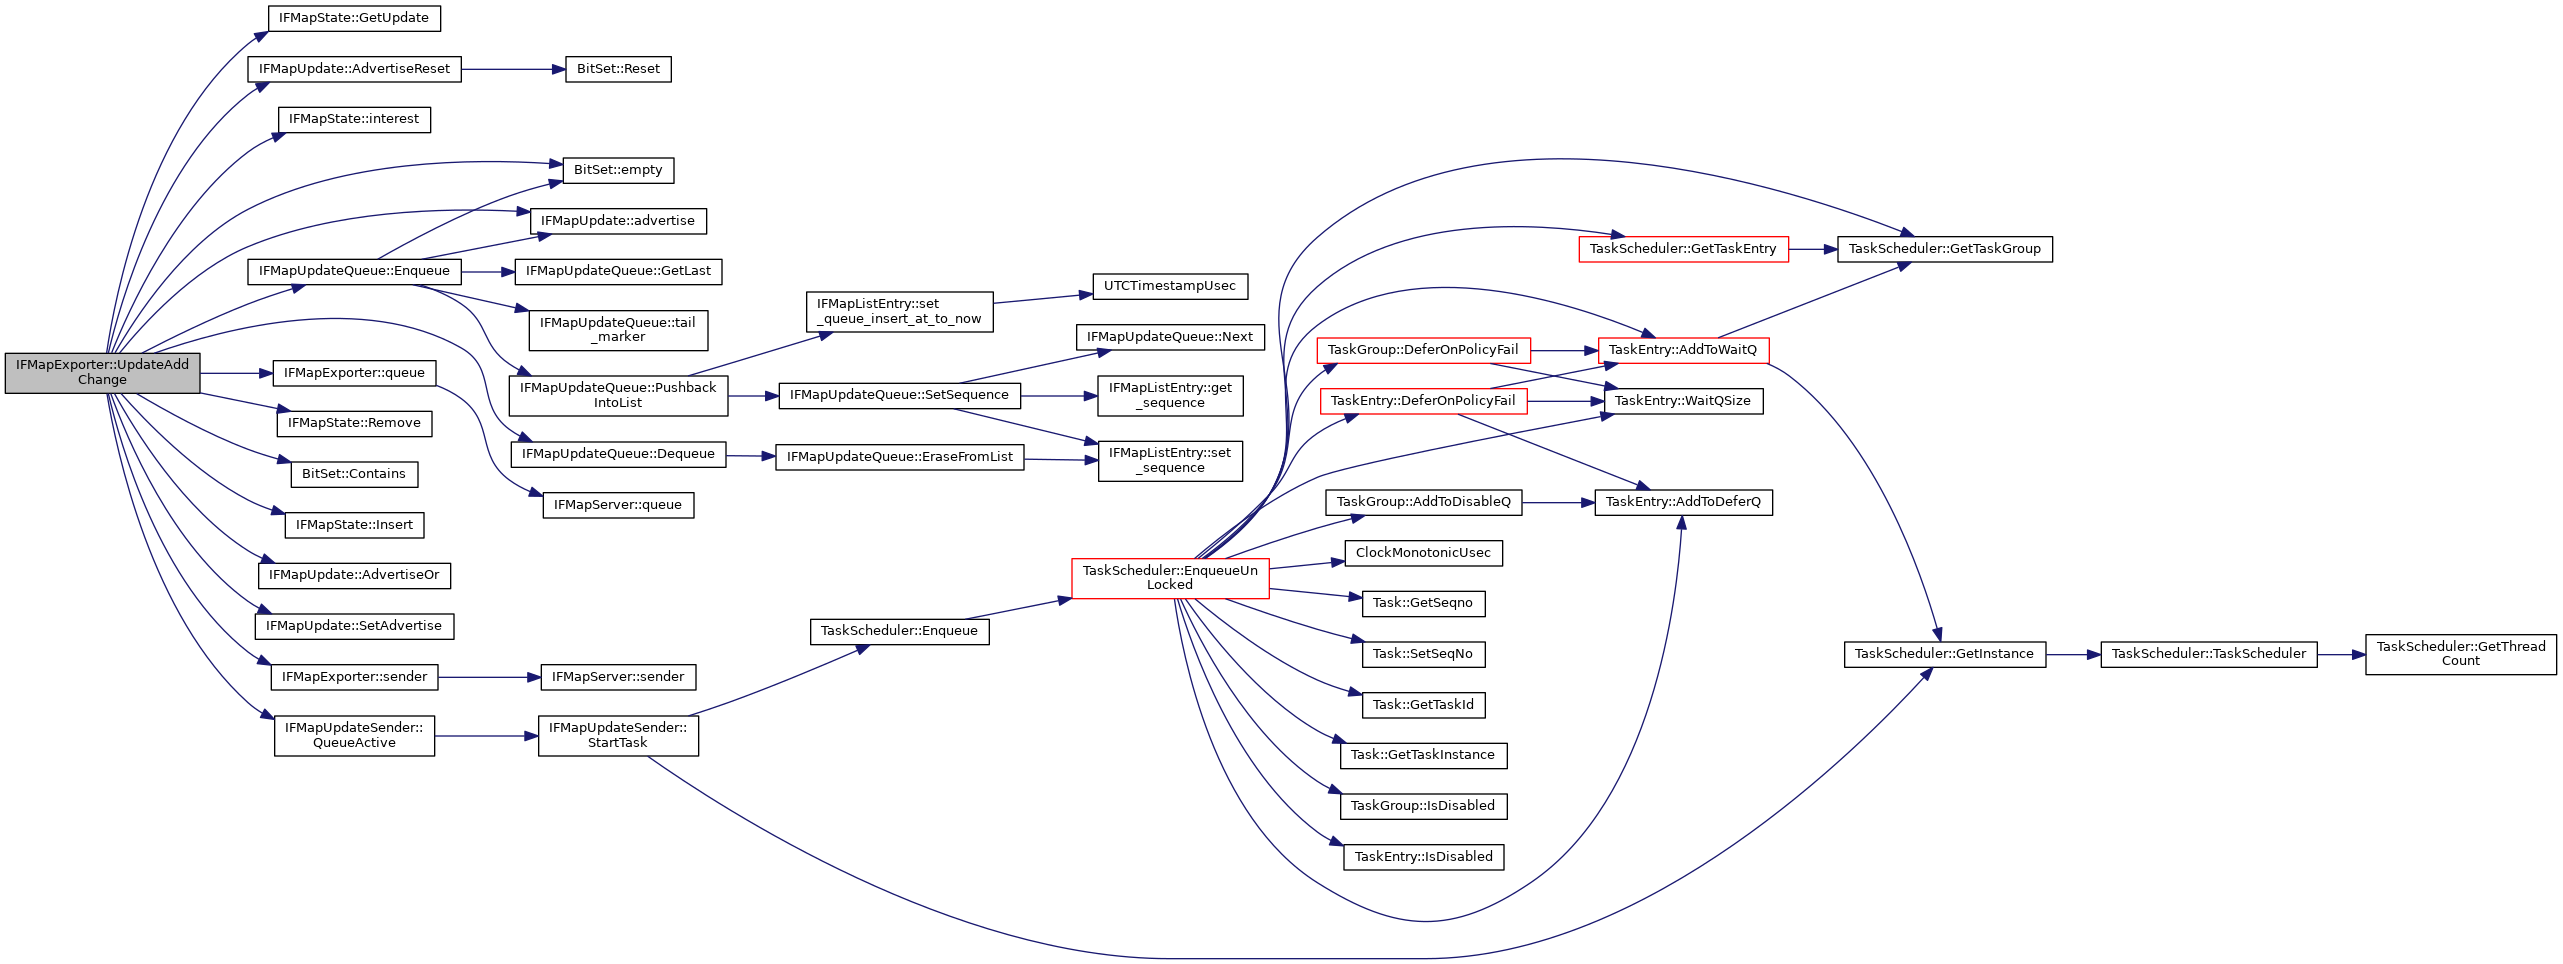 IFMapExporter::UpdateAdd
Change
IFMapState::GetUpdate
IFMapUpdate::AdvertiseReset
IFMapState::interest
IFMapUpdateQueue::Enqueue
IFMapExporter::queue
IFMapState::Remove
BitSet::Contains
IFMapState::Insert
IFMapUpdate::AdvertiseOr
IFMapUpdate::SetAdvertise
IFMapExporter::sender
IFMapUpdateSender::
QueueActive
BitSet::Reset
BitSet::empty
IFMapUpdate::advertise
IFMapUpdateQueue::GetLast
IFMapUpdateQueue::tail
_marker
IFMapUpdateQueue::Pushback
IntoList
IFMapUpdateQueue::Dequeue
IFMapServer::queue
IFMapServer::sender
IFMapUpdateSender::
StartTask
IFMapListEntry::set
_queue_insert_at_to_now
IFMapUpdateQueue::SetSequence
IFMapUpdateQueue::EraseFromList
TaskScheduler::Enqueue
UTCTimestampUsec
IFMapUpdateQueue::Next
IFMapListEntry::get
_sequence
IFMapListEntry::set
_sequence
TaskScheduler::EnqueueUn
Locked
TaskGroup::DeferOnPolicyFail
TaskEntry::DeferOnPolicyFail
TaskGroup::AddToDisableQ
ClockMonotonicUsec
Task::GetSeqno
Task::SetSeqNo
Task::GetTaskId
Task::GetTaskInstance
TaskGroup::IsDisabled
TaskEntry::IsDisabled
TaskScheduler::GetTaskEntry
TaskEntry::AddToWaitQ
TaskEntry::WaitQSize
TaskEntry::AddToDeferQ
TaskScheduler::GetTaskGroup
TaskScheduler::GetInstance
TaskScheduler::TaskScheduler
TaskScheduler::GetThread
Count